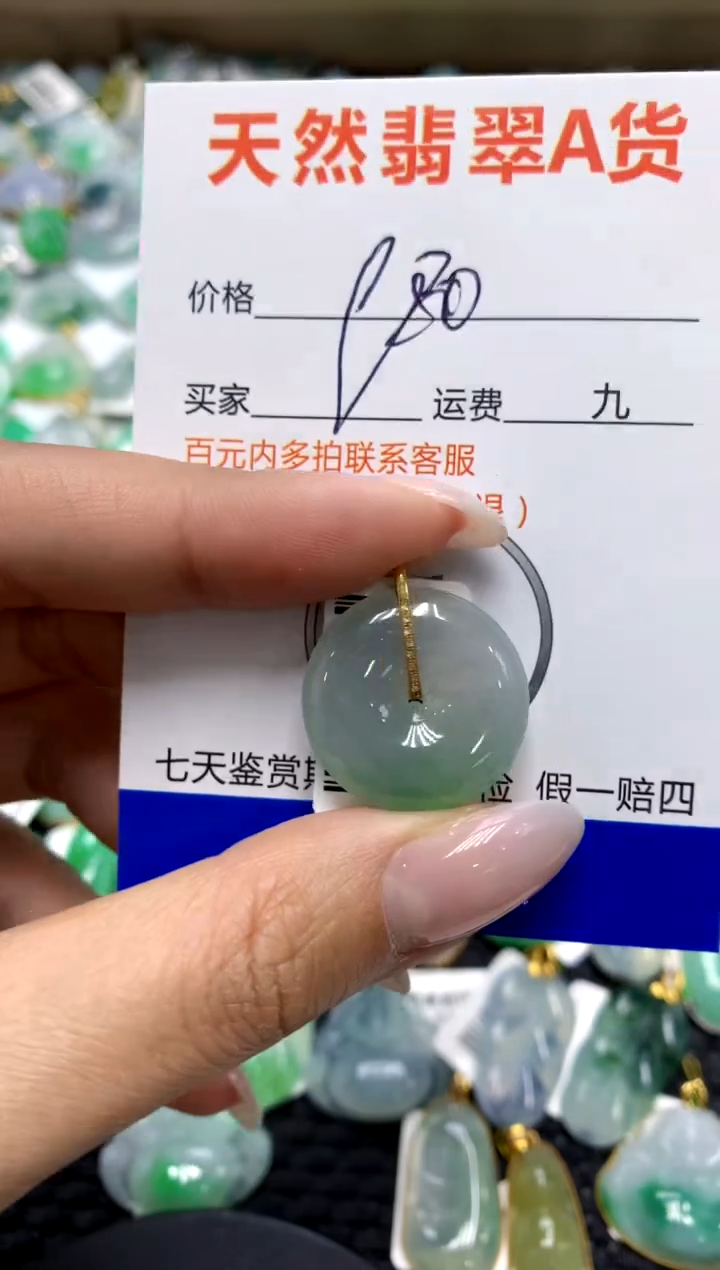 天然翡翠A货
价格
买家 运费 九
百元内多拍联系客服
退）
七天鉴赏 假一赔四